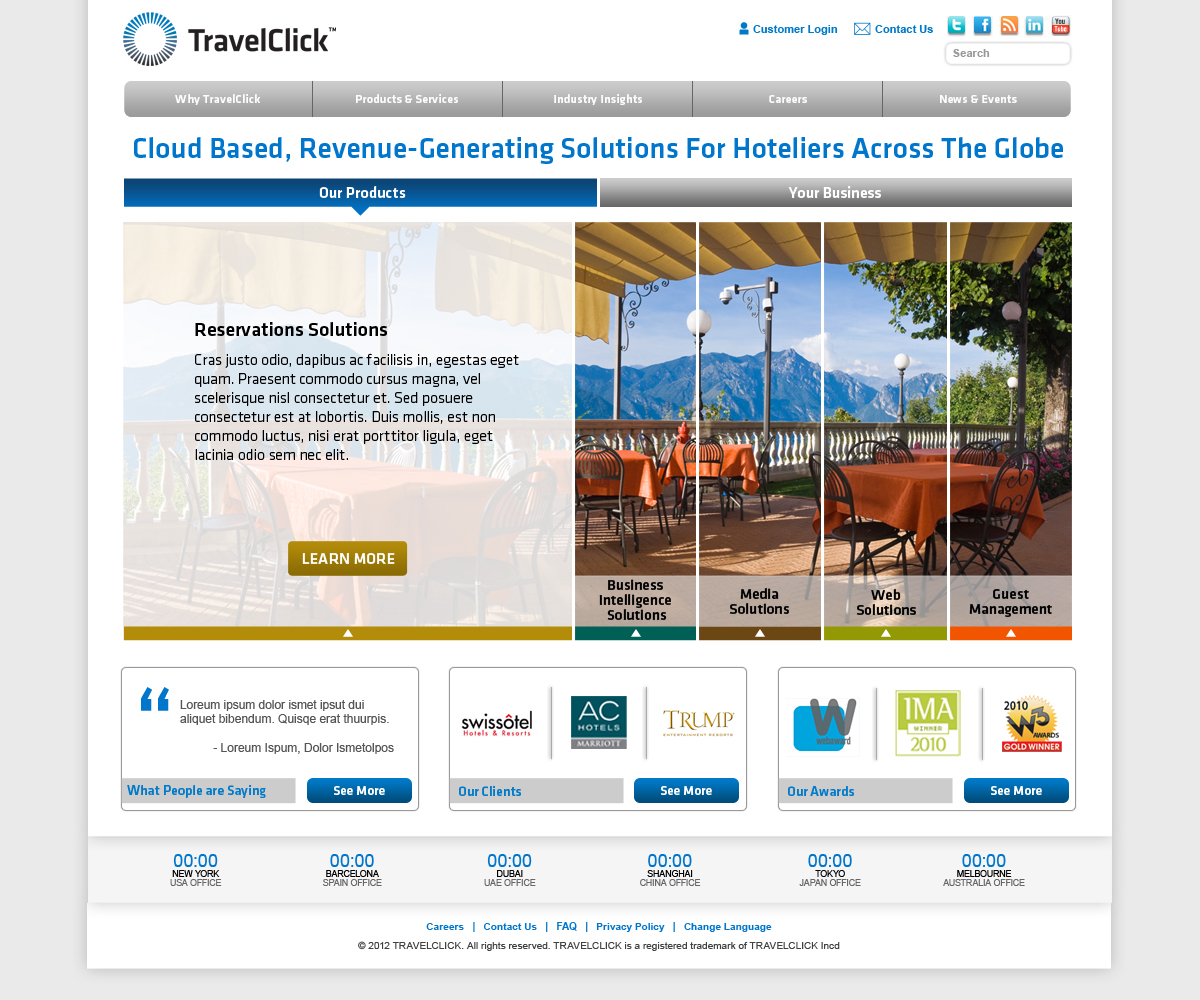 TravelClick™
Customer Login
Contact Us
You
Tube
Search
Why TravelClick
Products & Services
Industry Insights
Careers
News & Events
Cloud Based, Revenue-Generating Solutions For Hoteliers Across The Globe
Our Products
Your Business
Reservations Solutions
Cras justo odio, dapibus ac facilisis in, egestas eget
quam. Praesent commodo cursus magna, vel
scelerisque nisl consectetur et. Sed posuere
consectetur est at lobortis. Duis mollis, est non
commodo luctus, nisi erat porttitor ligula, eget
lacinia odio sem nec elit.
LEARN MORE
Business
Intelligence
Solutions
Media
Solutions
Web
Solutions
Guest
Management
“ Lorem ipsum dolor ismet ipsut dui
aliquet bibendum. Quisqe erat thuurpis.
- Loreum Ispum, Dolor Ismetolpos
What People are Saying
See More
swissôtel
Hotels & Resorts
AC
HOTELS
MARRIOTT
TRUMP
ENTERTAINMENT RESORTS
Our Clients
See More
W
webaward
IMA
WINNER
2010
2010
W3
AWARDS
GOLD WINNER
Our Awards
See More
00:00
NEW YORK
USA OFFICE
00:00
BARCELONA
SPAIN OFFICE
00:00
DUBAI
UAE OFFICE
00:00
SHANGHAI
CHINA OFFICE
00:00
TOKYO
JAPAN OFFICE
00:00
MELBOURNE
AUSTRALIA OFFICE
Careers | Contact Us | FAQ | Privacy Policy | Change Language
© 2012 TRAVELCLICK. All rights reserved. TRAVELCLICK is a registered trademark of TRAVELCLICK Incd